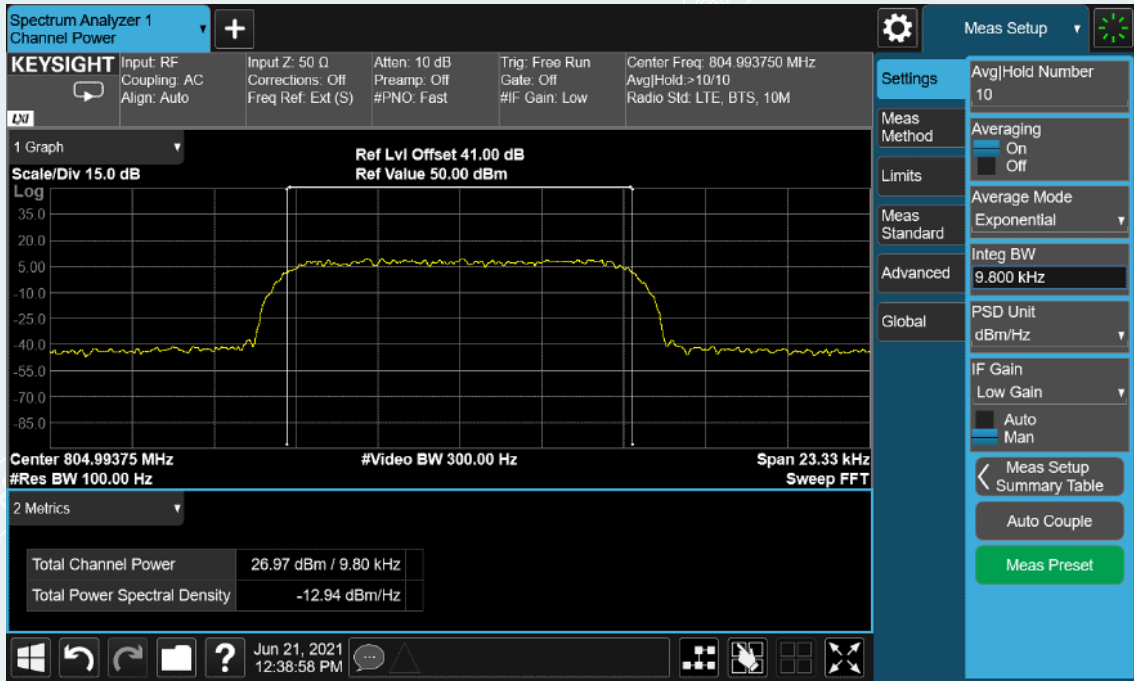 Spectrum Analyzer 1
Channel Power
+
Meas Setup
KEYSIGHT
Input: RF
Coupling: AC
Align: Auto
Input Z: 50 Ω
Corrections: Off
Freq Ref: Ext (S)
Atten: 10 dB
Preamp: Off
#PNO: Fast
Trig: Free Run
Gate: Off
#IF Gain: Low
Center Freq: 804.993750 MHz
Avg|Hold:>10/10
Radio Std: LTE, BTS, 10M
LXI
1 Graph
Scale/Div 15.0 dB
Ref Lvl Offset 41.00 dB
Ref Value 50.00 dBm
Log
35.0
20.0
5.00
-10.0
-25.0
-40.0
-55.0
-70.0
-85.0
Center 804.99375 MHz
#Res BW 100.00 Hz
#Video BW 300.00 Hz
Span 23.33 kHz
Sweep FFT
2 Metrics
Total Channel Power 26.97 dBm / 9.80 kHz
Total Power Spectral Density -12.94 dBm/Hz
?
Jun 21, 2021
12:38:58 PM
Settings
Meas
Method
Limits
Meas
Standard
Advanced
Global
Avg|Hold Number
10
Averaging
On
Off
Average Mode
Exponential
Integ BW
9.800 kHz
PSD Unit
dBm/Hz
IF Gain
Low Gain
Auto
Man
Meas Setup
Summary Table
Auto Couple
Meas Preset